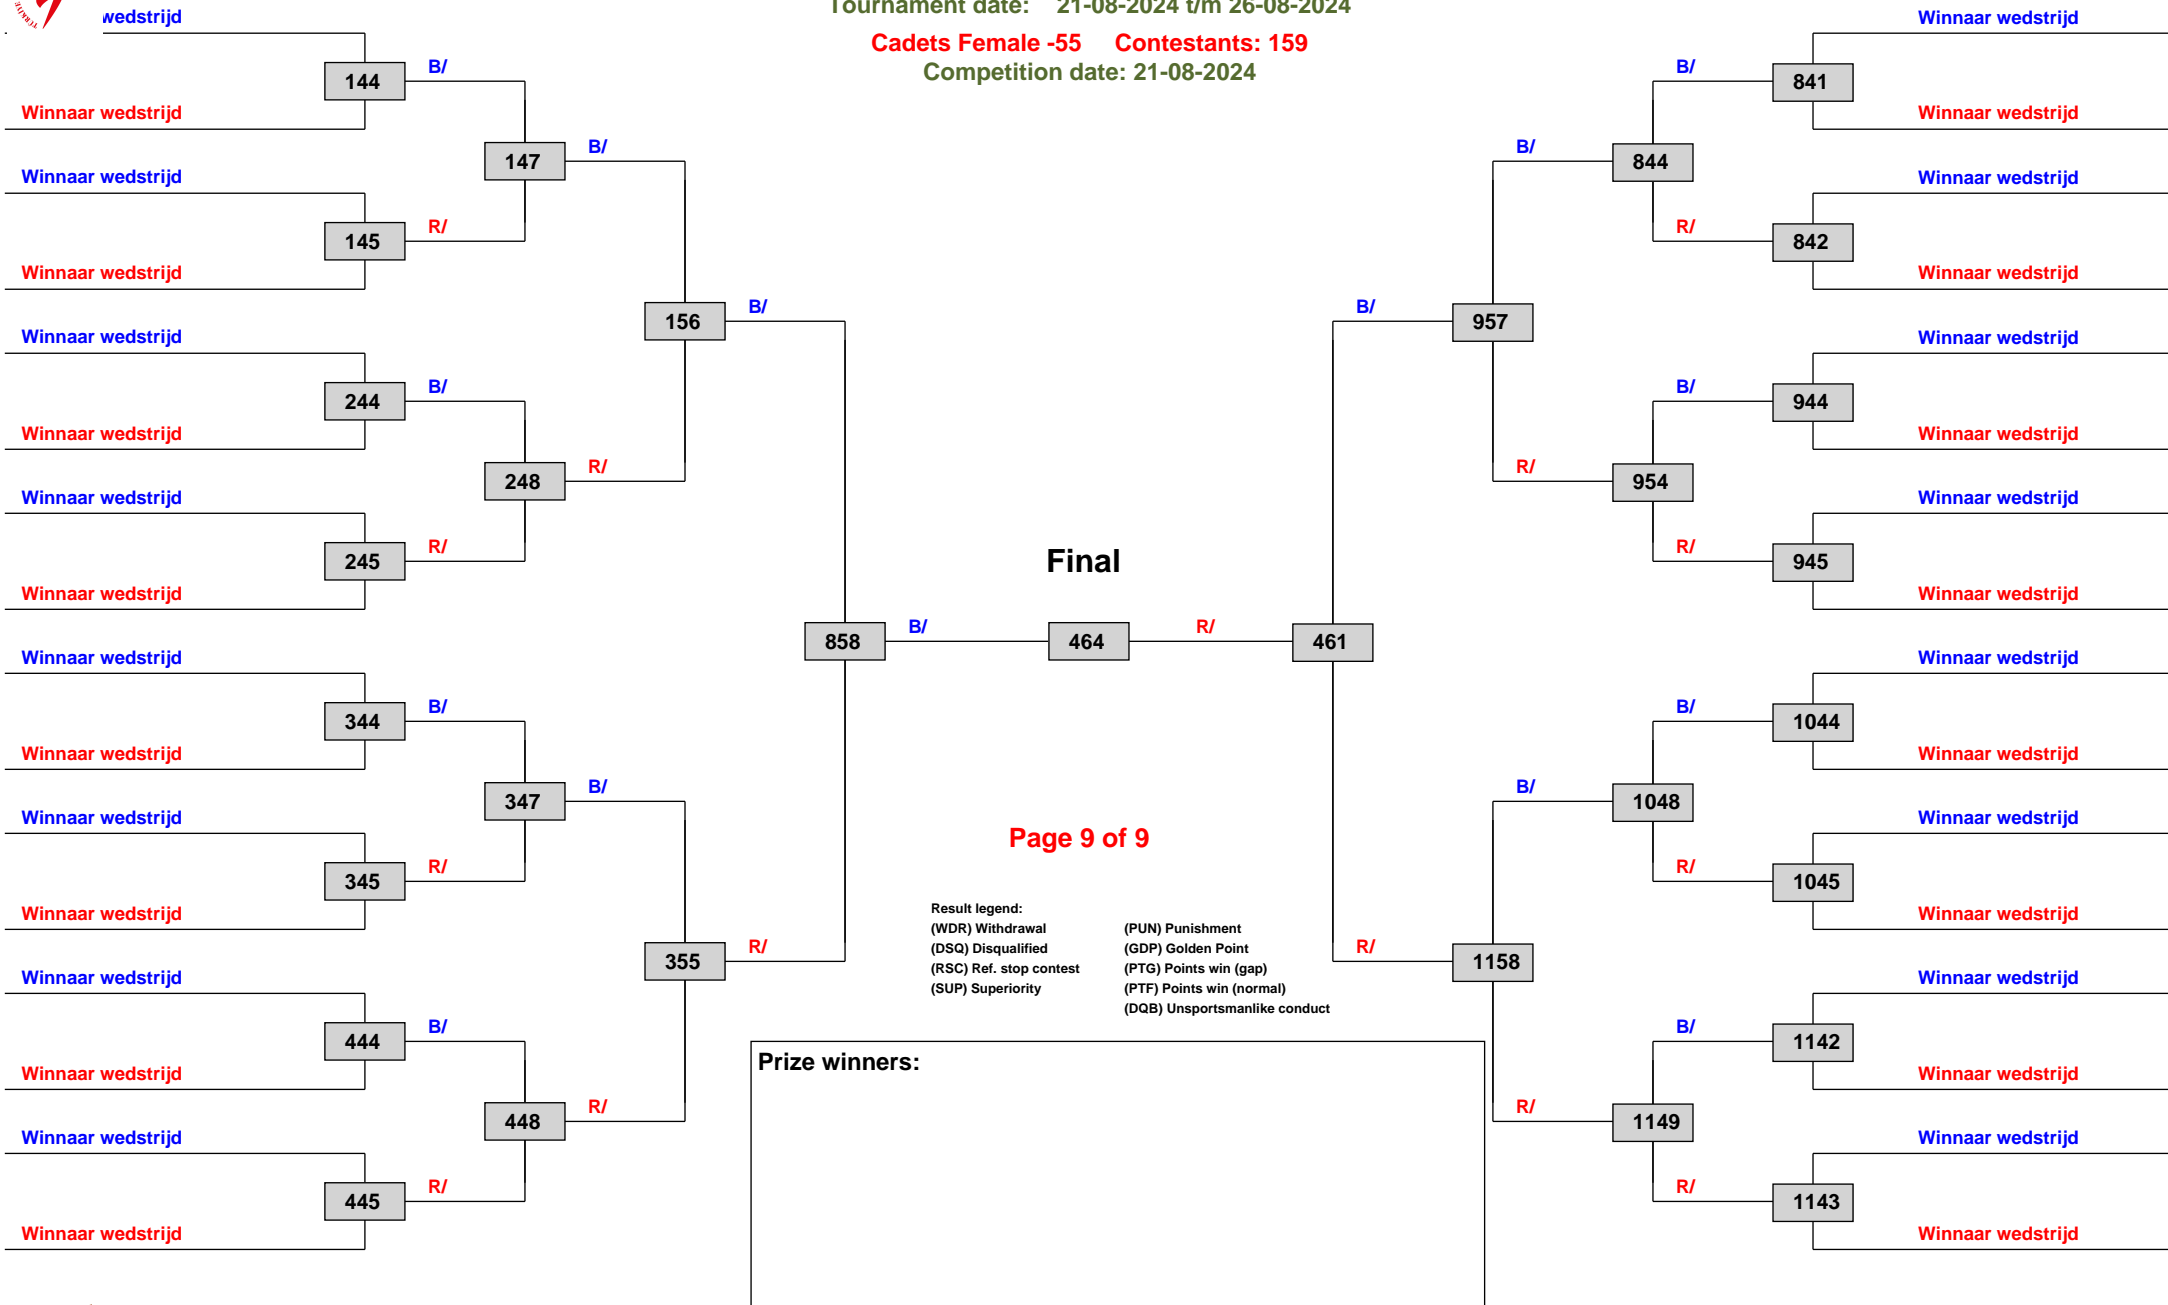 TÜRKİYE
Tournament date: 21-08-2024 t/m 26-08-2024
Cadets Female -55 Contestants: 159
Competition date: 21-08-2024
wedstrijd
144
B/
Winnaar wedstrijd
147
B/
Winnaar wedstrijd
145
R/
Winnaar wedstrijd
156
B/
Winnaar wedstrijd
244
B/
Winnaar wedstrijd
248
R/
Winnaar wedstrijd
245
R/
Winnaar wedstrijd
858
B/
Winnaar wedstrijd
344
B/
Winnaar wedstrijd
347
B/
Winnaar wedstrijd
345
R/
Winnaar wedstrijd
355
R/
Winnaar wedstrijd
444
B/
Winnaar wedstrijd
448
R/
Winnaar wedstrijd
445
R/
Winnaar wedstrijd
Final
464
R/
461
Page 9 of 9
Result legend:
(WDR) Withdrawal
(DSQ) Disqualified
(RSC) Ref. stop contest
(SUP) Superiority
(PUN) Punishment
(GDP) Golden Point
(PTG) Points win (gap)
(PTF) Points win (normal)
(DQB) Unsportsmanlike conduct
Prize winners:
Winnaar wedstrijd
B/
841
Winnaar wedstrijd
B/
844
Winnaar wedstrijd
R/
842
Winnaar wedstrijd
B/
957
Winnaar wedstrijd
B/
944
Winnaar wedstrijd
R/
954
Winnaar wedstrijd
R/
945
Winnaar wedstrijd
Winnaar wedstrijd
B/
1044
Winnaar wedstrijd
B/
1048
Winnaar wedstrijd
R/
1045
Winnaar wedstrijd
R/
1158
Winnaar wedstrijd
B/
1142
Winnaar wedstrijd
R/
1149
Winnaar wedstrijd
R/
1143
Winnaar wedstrijd